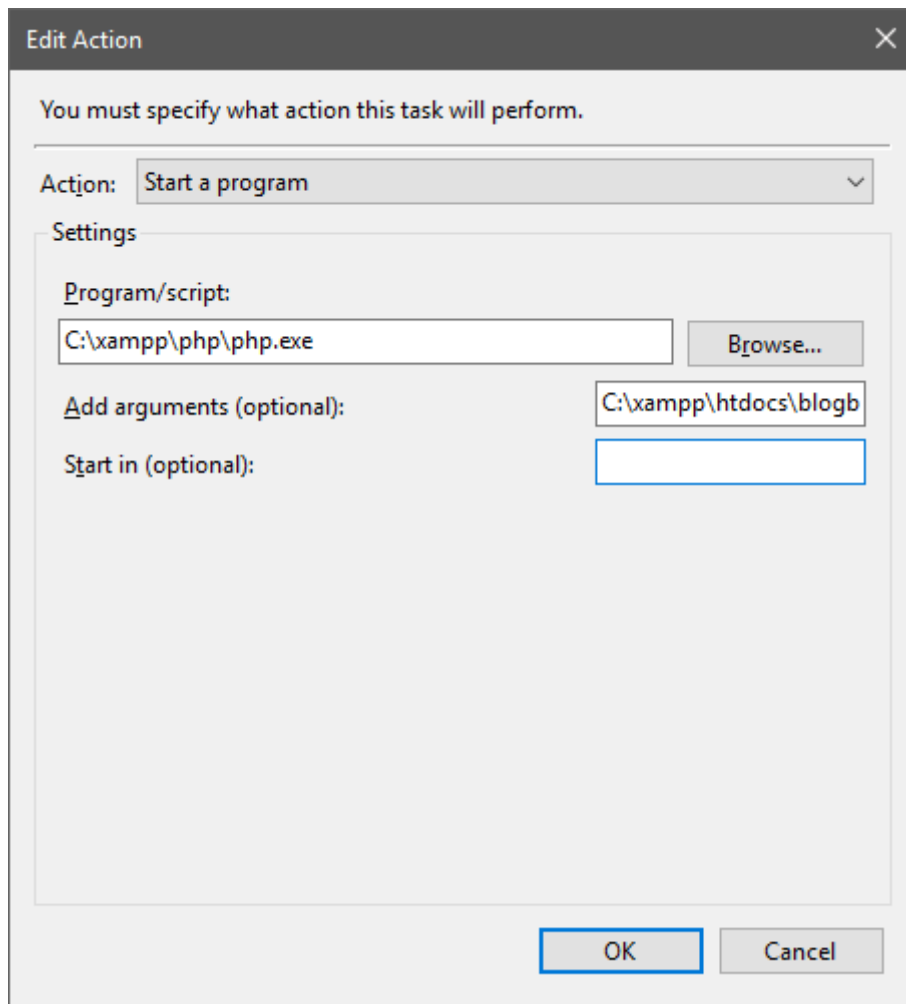 Edit Action
You must specify what action this task will perform.
Action: Start a program
Settings
Program/script:
C:\xampp\php\php.exe Browse...
Add arguments (optional): C:\xampp\htdocs\blogb
Start in (optional):
OK Cancel